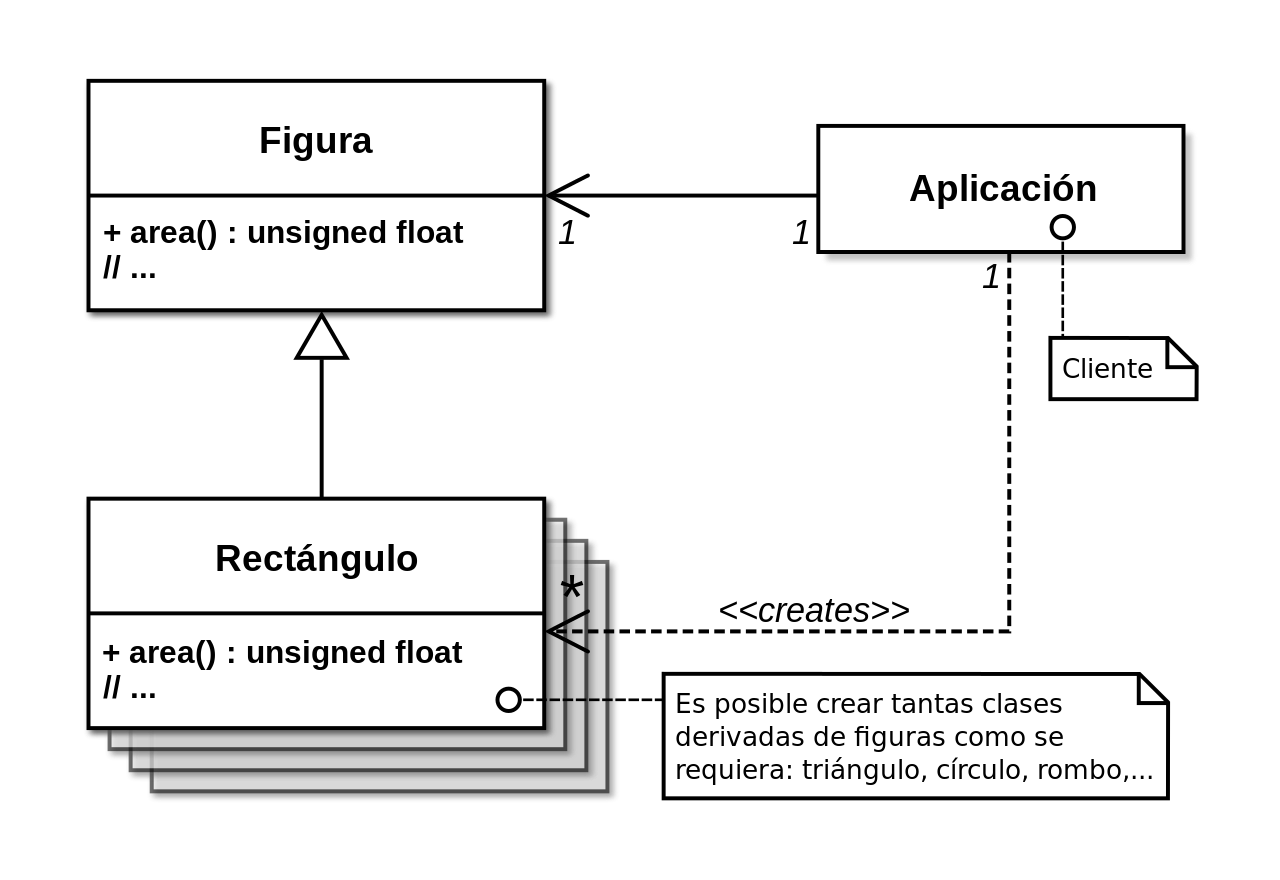 Figura
+ area() : unsigned float
// ...
1
1
Aplicación
1
Cliente
Rectángulo
+ area() : unsigned float
// ...
*
<<creates>>
Es posible crear tantas clases
derivadas de figuras como se
requiera: triángulo, círculo, rombo,...